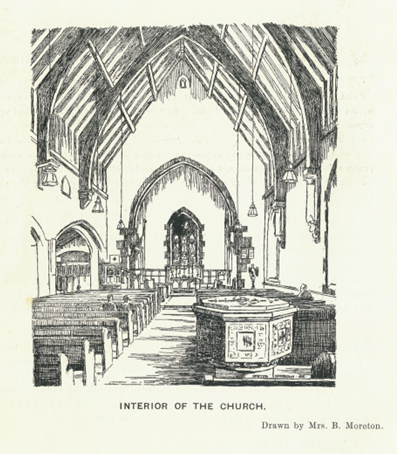 INTERIOR OF THE CHURCH.
Drawn by Mrs. B. Moreton.